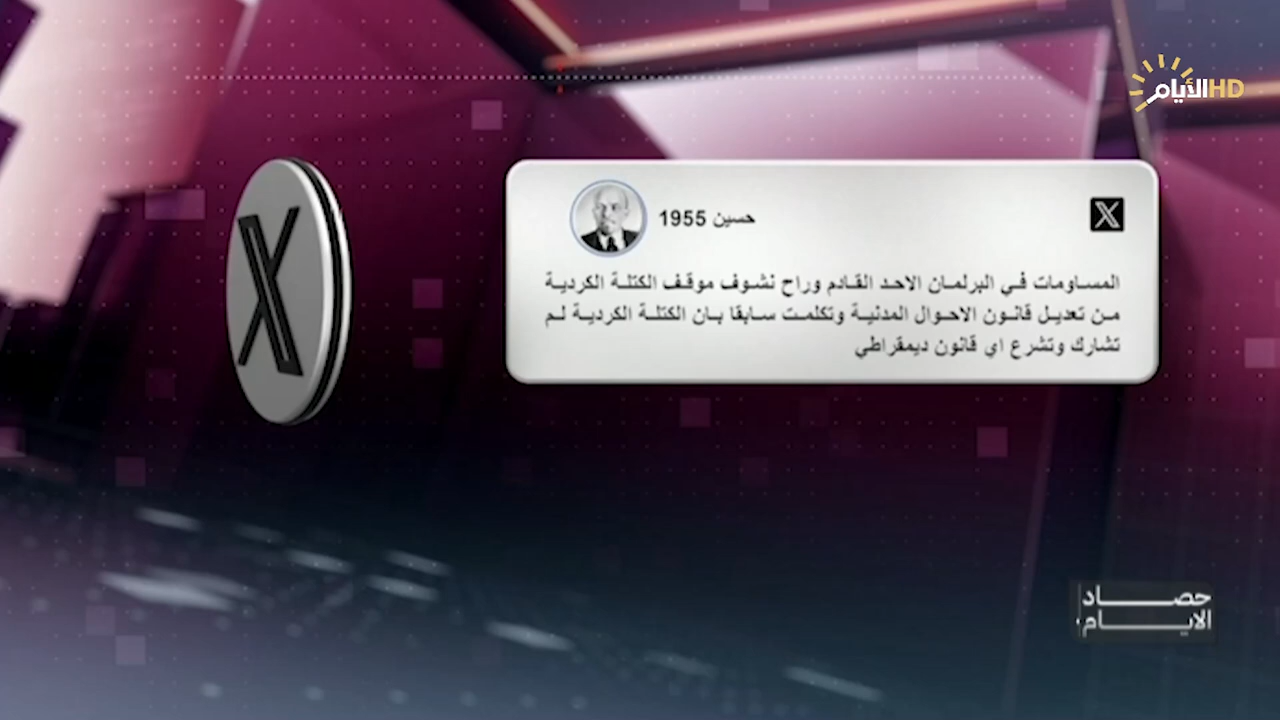 الأيام HD
حسين 1955
المساومات في البرلمان الاحد القادم وراح نشوف موقف الكتلة الكردية
من تعديل قانون الاحوال المدنية وتكلمت سابقا بان الكتلة الكردية لم
تشارك وتشرع اي قانون ديمقراطي
حصاد
الايام